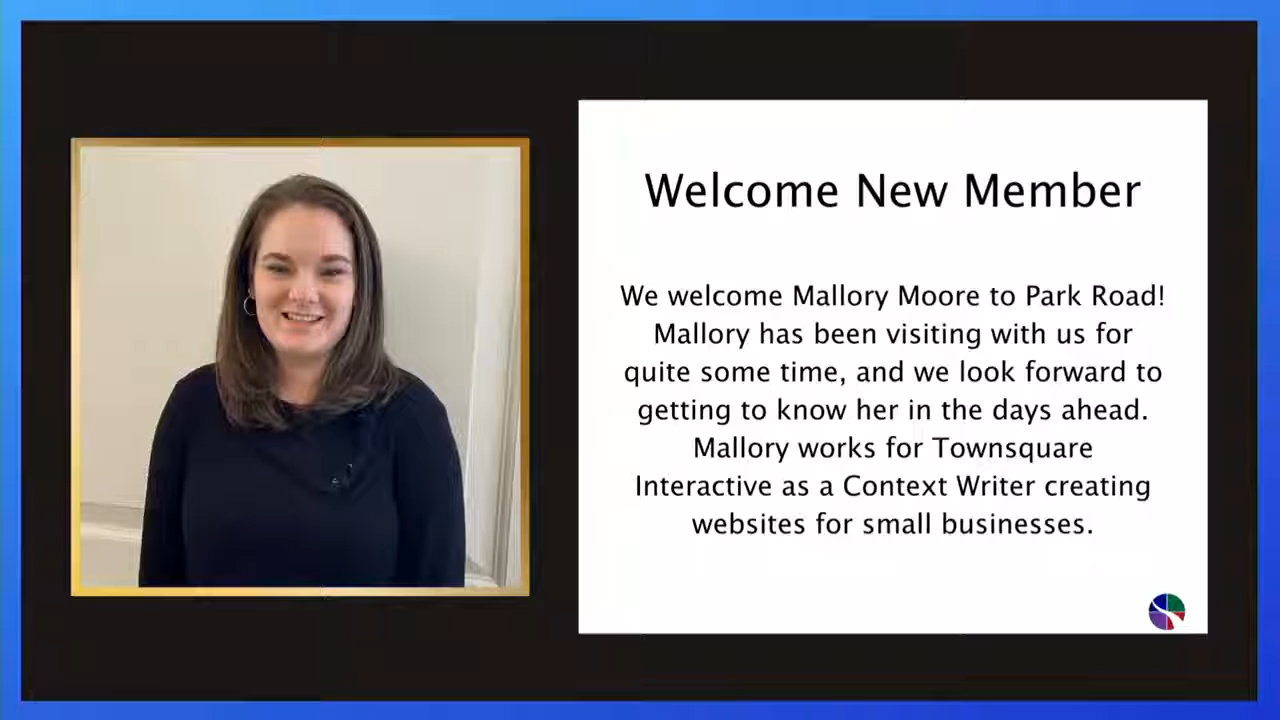 Welcome New Member
We welcome Mallory Moore to Park Road!
Mallory has been visiting with us for
quite some time, and we look forward to
getting to know her in the days ahead.
Mallory works for Townsquare
Interactive as a Context Writer creating
websites for small businesses.